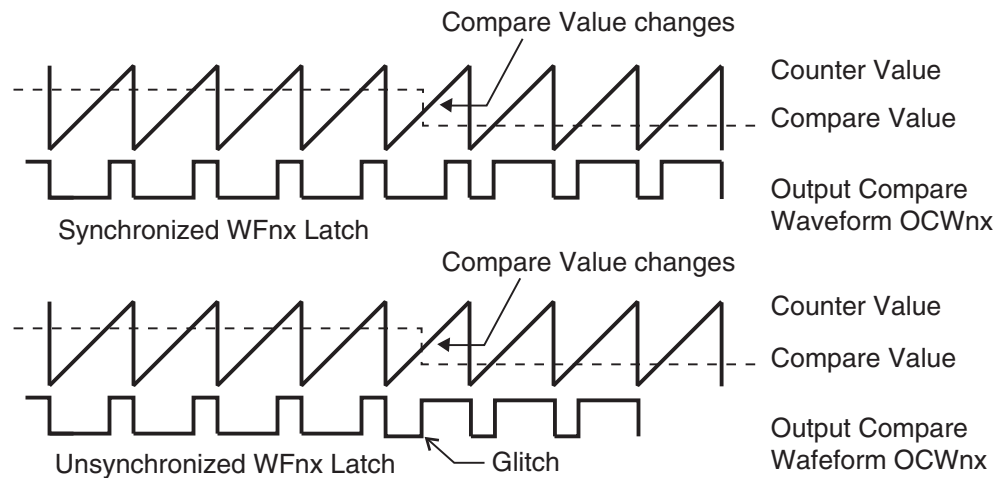 Compare Value changes
Counter Value
Compare Value
Output Compare
Waveform OCWnx
Synchronized WFnx Latch
Compare Value changes
Counter Value
Compare Value
Output Compare
Wafeform OCWnx
Unsynchronized WFnx Latch
Glitch